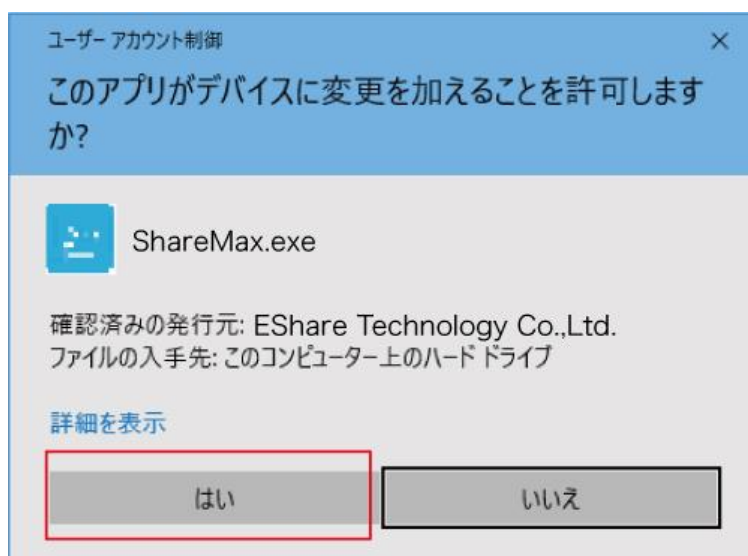 ユーザー アカウント制御
このアプリがデバイスに変更を加えることを許可します
か?
ShareMax.exe
確認済みの発行元: EShare Technology Co.,Ltd.
ファイルの入手先: このコンピューター上のハード ドライブ
詳細を表示
はい
いいえ